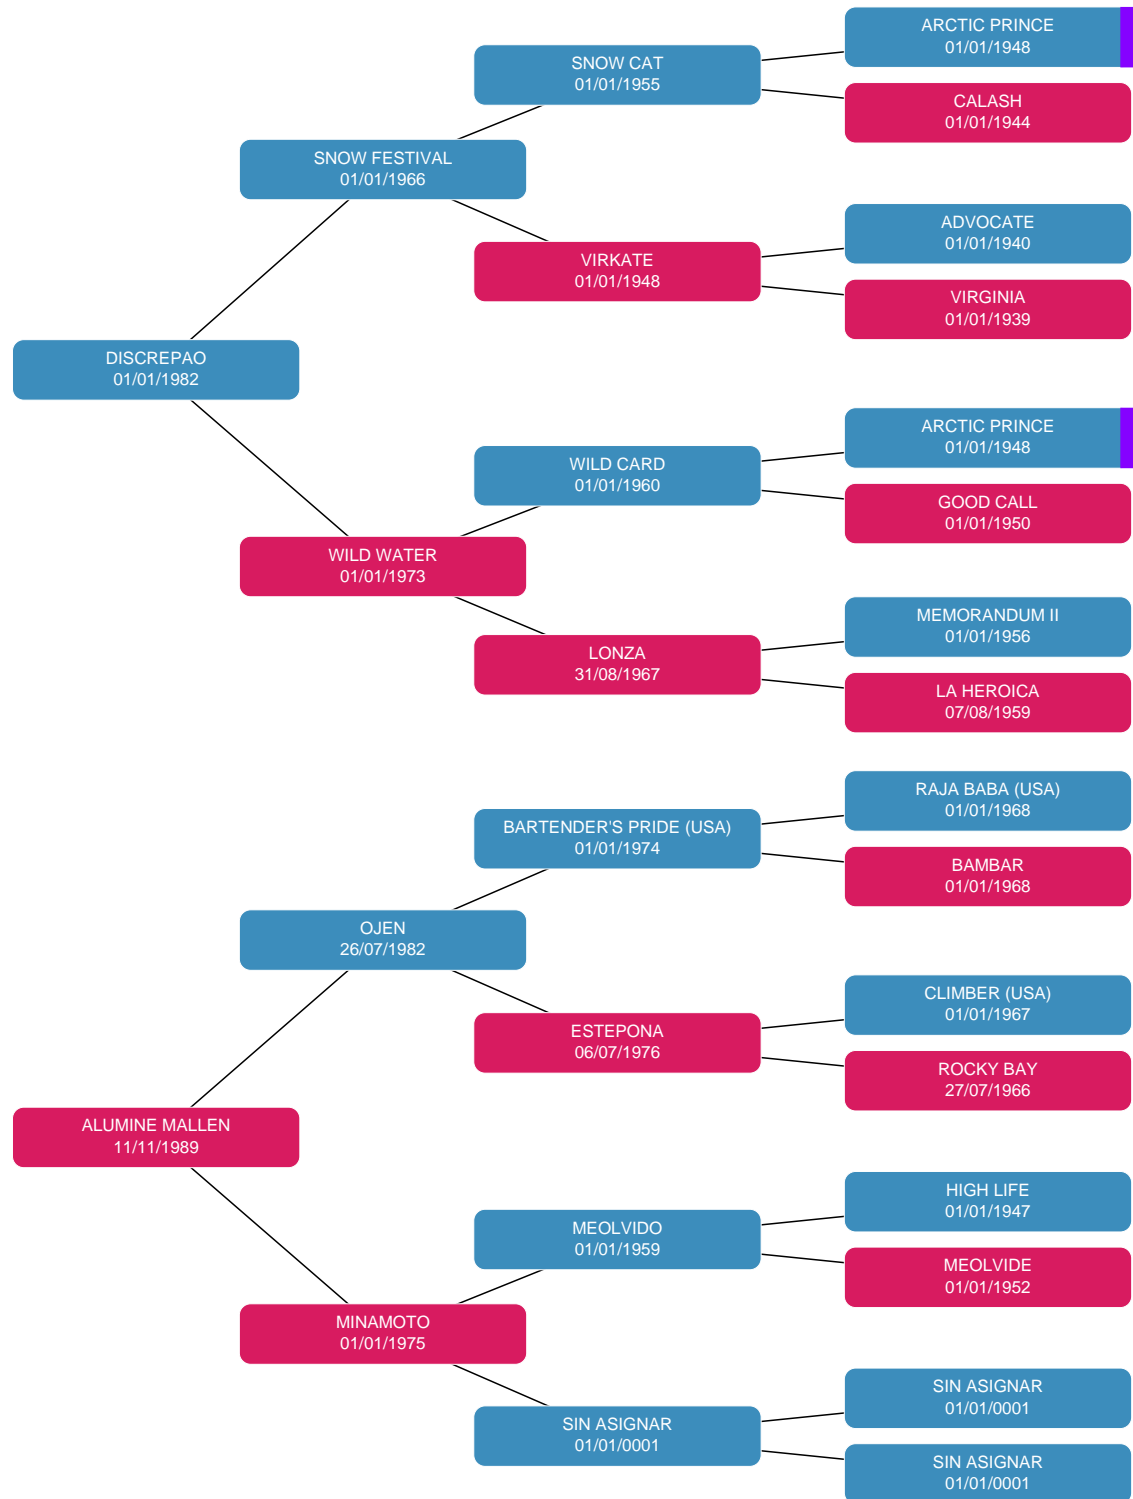 ARCTIC PRINCE
01/01/1948
SNOW CAT
01/01/1955
CALASH
01/01/1944
SNOW FESTIVAL
01/01/1966
ADVOCATE
01/01/1940
VIRKATE
01/01/1948
VIRGINIA
01/01/1939
DISCREPAO
01/01/1982
ARCTIC PRINCE
01/01/1948
WILD CARD
01/01/1960
GOOD CALL
01/01/1950
WILD WATER
01/01/1973
MEMORANDUM II
01/01/1956
LONZA
31/08/1967
LA HEROICA
07/08/1959
RAJA BABA (USA)
01/01/1968
BARTENDER'S PRIDE (USA)
01/01/1974
BAMBAR
01/01/1968
OJEN
26/07/1982
CLIMBER (USA)
01/01/1967
ESTEPONA
06/07/1976
ROCKY BAY
27/07/1966
ALUMINE MALLEN
11/11/1989
HIGH LIFE
01/01/1947
MEOLVIDO
01/01/1959
MEOLVIDE
01/01/1952
MINAMOTO
01/01/1975
SIN ASIGNAR
01/01/0001
SIN ASIGNAR
01/01/0001
SIN ASIGNAR
01/01/0001